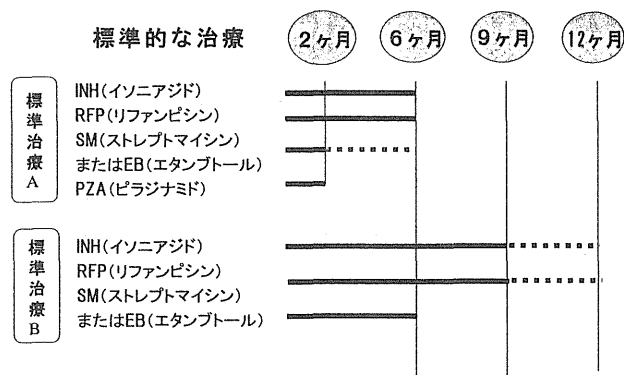 標準的な治療 2ヶ月 6ヶ月 9ヶ月 12ヶ月
標準治療A
INH(イソニアジド)
RFP(リファンピシン)
SM(ストレプトマイシン)
またはEB(エタンブトール)
PZA(ピラジナミド)
標準治療B
INH(イソニアジド)
RFP(リファンピシン)
SM(ストレプトマイシン)
またはEB(エタンブトール)